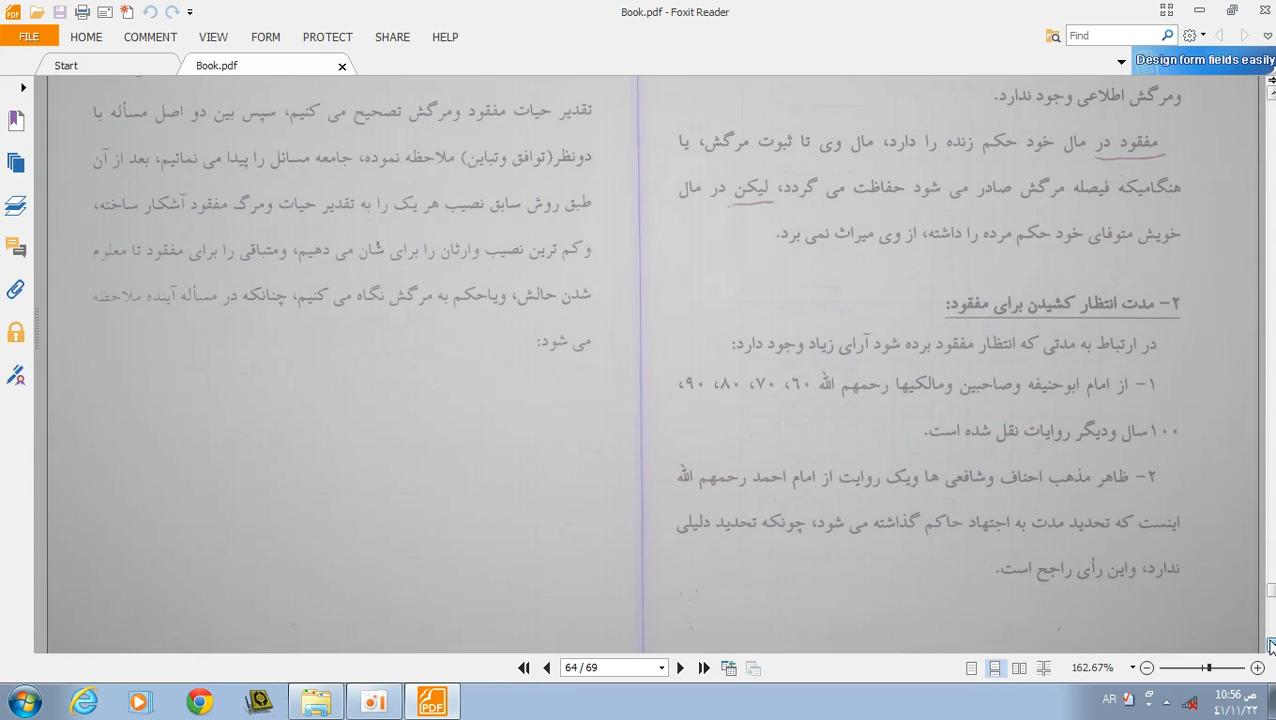 Book.pdf - Foxit Reader
FILE HOME COMMENT VIEW FORM PROTECT SHARE HELP
Find
Start
Book.pdf
Design form fields easily
ومرگش اطلاعی وجود ندارد.
مفقود در مال خود حکم زنده را دارد، مال وی تا ثبوت مرگش، یا
هنگامیکه فیصله مرگش صادر می شود حفاظت می گردد، لیکن در مال
خویش متوفای خود حکم مرده را داشته، از وی میراث نمی برد.
۲- مدت انتظار کشیدن برای مفقود:
در ارتباط به مدتی که انتظار مفقود برده شود آرای زیاد وجود دارد:
۱- از امام ابوحنیفه وصاحبین ومالکیها رحمهم الله ۶۰، ۷۰، ۸۰، ۹۰،
۱۰۰سال ودیگر روایات نقل شده است.
۲- ظاهر مذهب احناف وشافعی ها ویک روایت از امام احمد رحمهم الله
اینست که تحدید مدت به اجتهاد حاکم گذاشته می شود، چونکه تحدید دلیلی
ندارد، واین رأی راجح است.
تقدیر حیات مفقود ومرگش تصحیح می کنیم، سپس بین دو اصل مسأله با
دونظر(توافق وتباین) ملاحظه نموده، جامعه مسائل را پیدا می نمائیم، بعد از آن
طبق روش سابق نصیب هر یک را به تقدیر حیات ومرگ مفقود آشکار ساخته،
وکم ترین نصیب وارثان را برای شان می دهیم، ومتباقی را برای مفقود تا معلوم
شدن حالش، ویاحکم به مرگش نگاه می کنیم، چنانکه در مسأله آینده ملاحظه
می شود:
64 / 69
162.67%
AR
10:56 ص
٤١/١١/٢٢